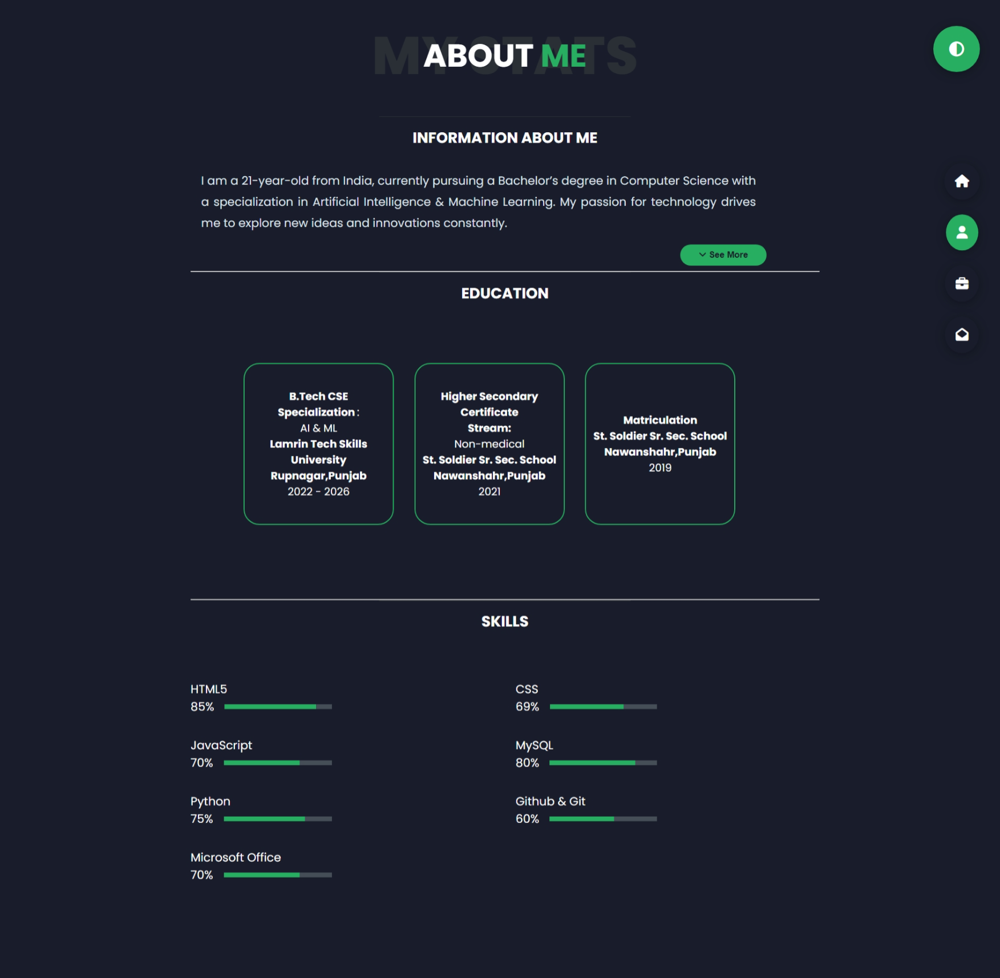 MY STATS
ABOUT ME
INFORMATION ABOUT ME
I am a 21-year-old from India, currently pursuing a Bachelor’s degree in Computer Science with
a specialization in Artificial Intelligence & Machine Learning. My passion for technology drives
me to explore new ideas and innovations constantly.
See More
EDUCATION
B.Tech CSE
Specialization :
AI & ML
Lamrin Tech Skills
University
Rupnagar,Punjab
2022 - 2026
Higher Secondary
Certificate
Stream:
Non-medical
St. Soldier Sr. Sec. School
Nawanshahr,Punjab
2021
Matriculation
St. Soldier Sr. Sec. School
Nawanshahr,Punjab
2019
SKILLS
HTML5
85%
CSS
69%
JavaScript
70%
MySQL
80%
Python
75%
Github & Git
60%
Microsoft Office
70%